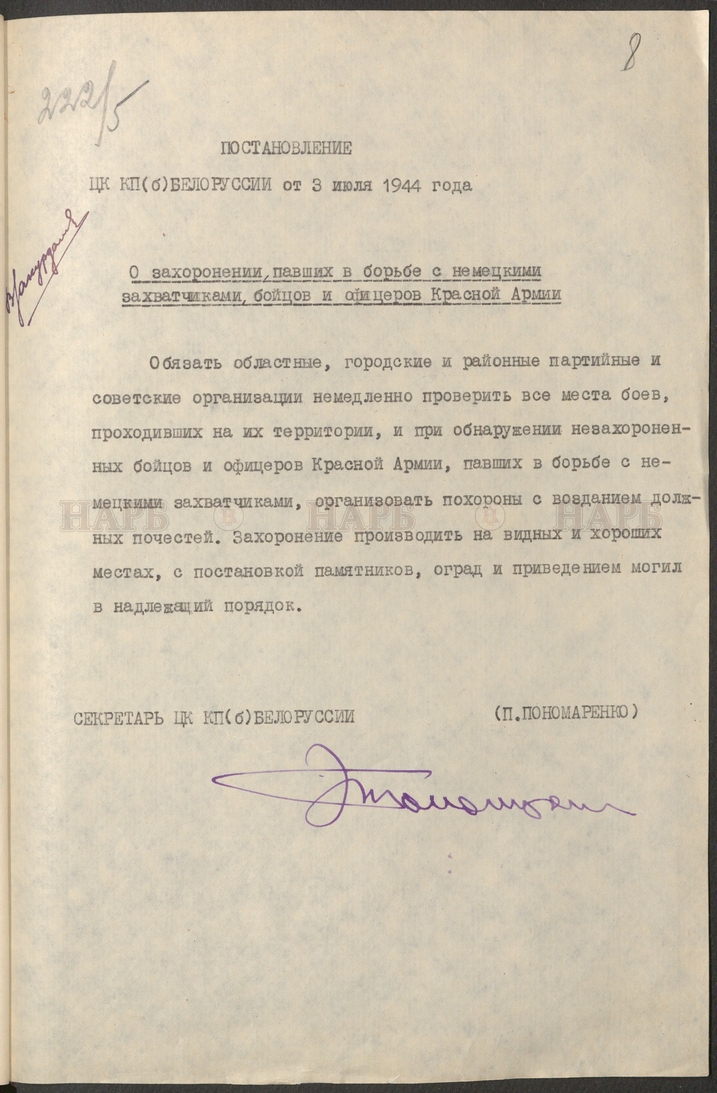 8
222/5
ПОСТАНОВЛЕНИЕ
ЦК КП(б)БЕЛОРУССИИ от 3 июля 1944 года
О захоронении, павших в борьбе с немецкими
захватчиками, бойцов и офицеров Красной Армии
Обязать областные, городские и районные партийные и
советские организации немедленно проверить все места боев,
проходивших на их территории, и при обнаружении незахоронен-
ных бойцов и офицеров Красной Армии, павших в борьбе с не-
мецкими захватчиками, организовать похороны с возданием долж-
НАРБ НАРБ НАРБ
ных почестей. Захоронение производить на видных и хороших
местах, с постановкой памятников, оград и приведением могил
в надлежащий порядок.
СЕКРЕТАРЬ ЦК КП(б)БЕЛОРУССИИ (П.ПОНОМАРЕНКО)